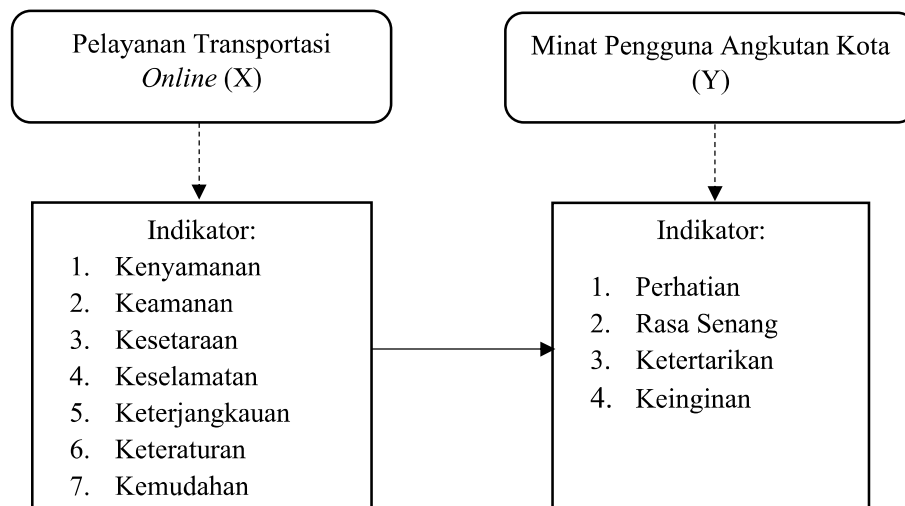 Pelayanan Transportasi
Online (X)
Minat Pengguna Angkutan Kota
(Y)
Indikator:
1. Kenyamanan
2. Keamanan
3. Kesetaraan
4. Keselamatan
5. Keterjangkauan
6. Keteraturan
7. Kemudahan
Indikator:
1. Perhatian
2. Rasa Senang
3. Ketertarikan
4. Keinginan